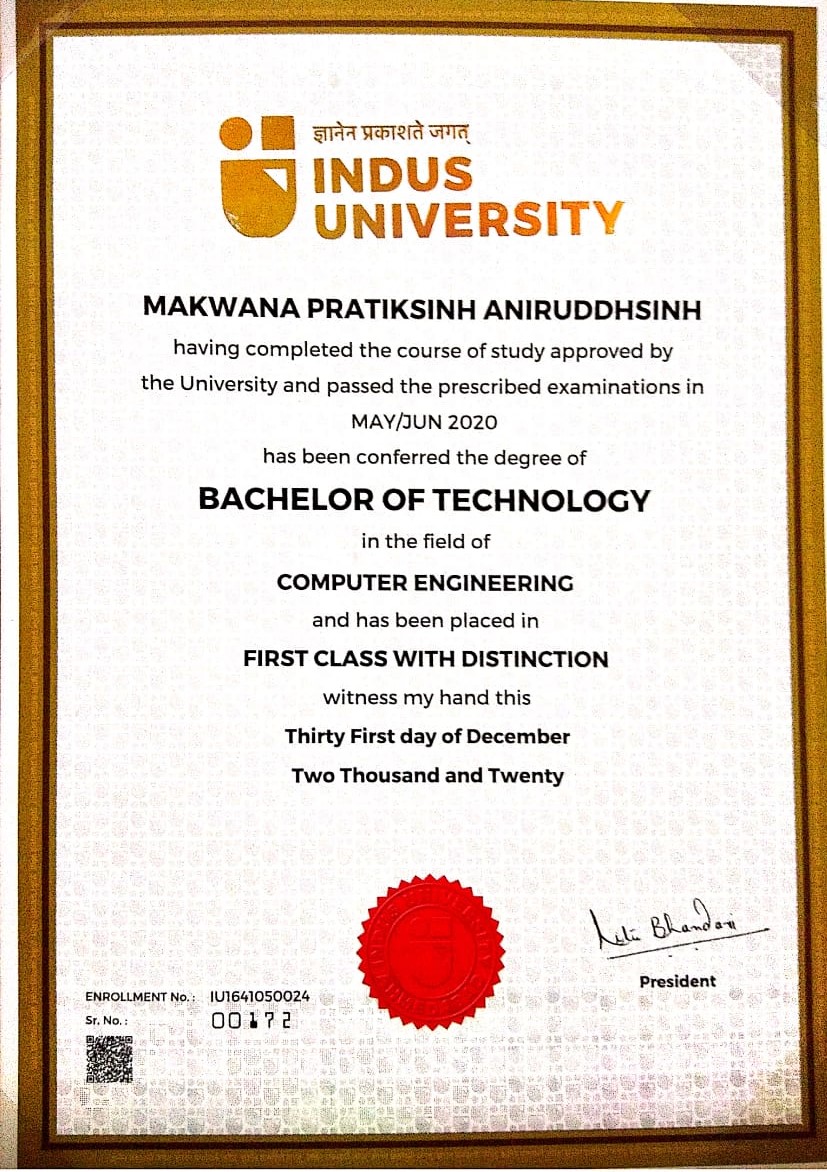 ज्ञानेन प्रकाशते जगत्
INDUS
UNIVERSITY
MAKWANA PRATIKSINH ANIRUDDHSINH
having completed the course of study approved by
the University and passed the prescribed examinations in
MAY/JUN 2020
has been conferred the degree of
BACHELOR OF TECHNOLOGY
in the field of
COMPUTER ENGINEERING
and has been placed in
FIRST CLASS WITH DISTINCTION
witness my hand this
Thirty First day of December
Two Thousand and Twenty
Bhandari
President
ENROLLMENT No.: IU1641050024
Sr. No.: 00172